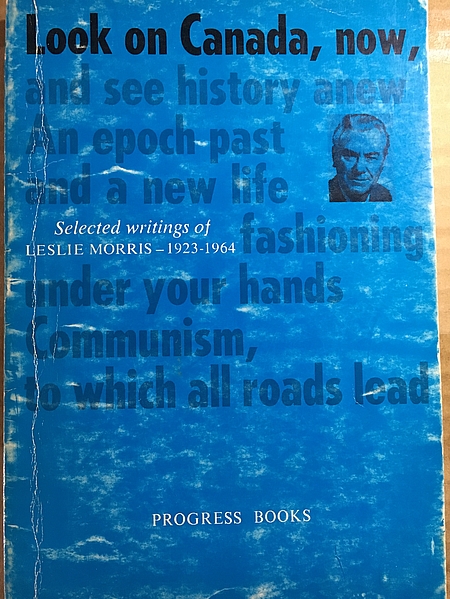 Look on Canada, now,
and see history anew
An epoch past
and a new life
Selected writings of
LESLIE MORRIS – 1923-1964
fashioning
under your hands
Communism,
to which all roads lead
PROGRESS BOOKS